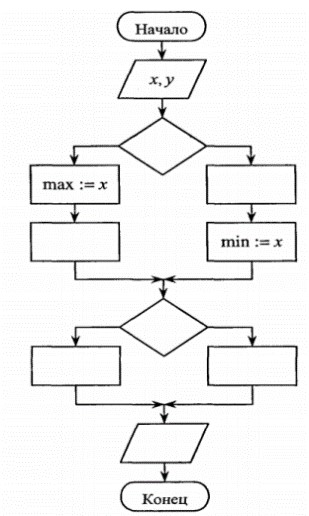 Начало
x, y
max := x
min := x
Конец